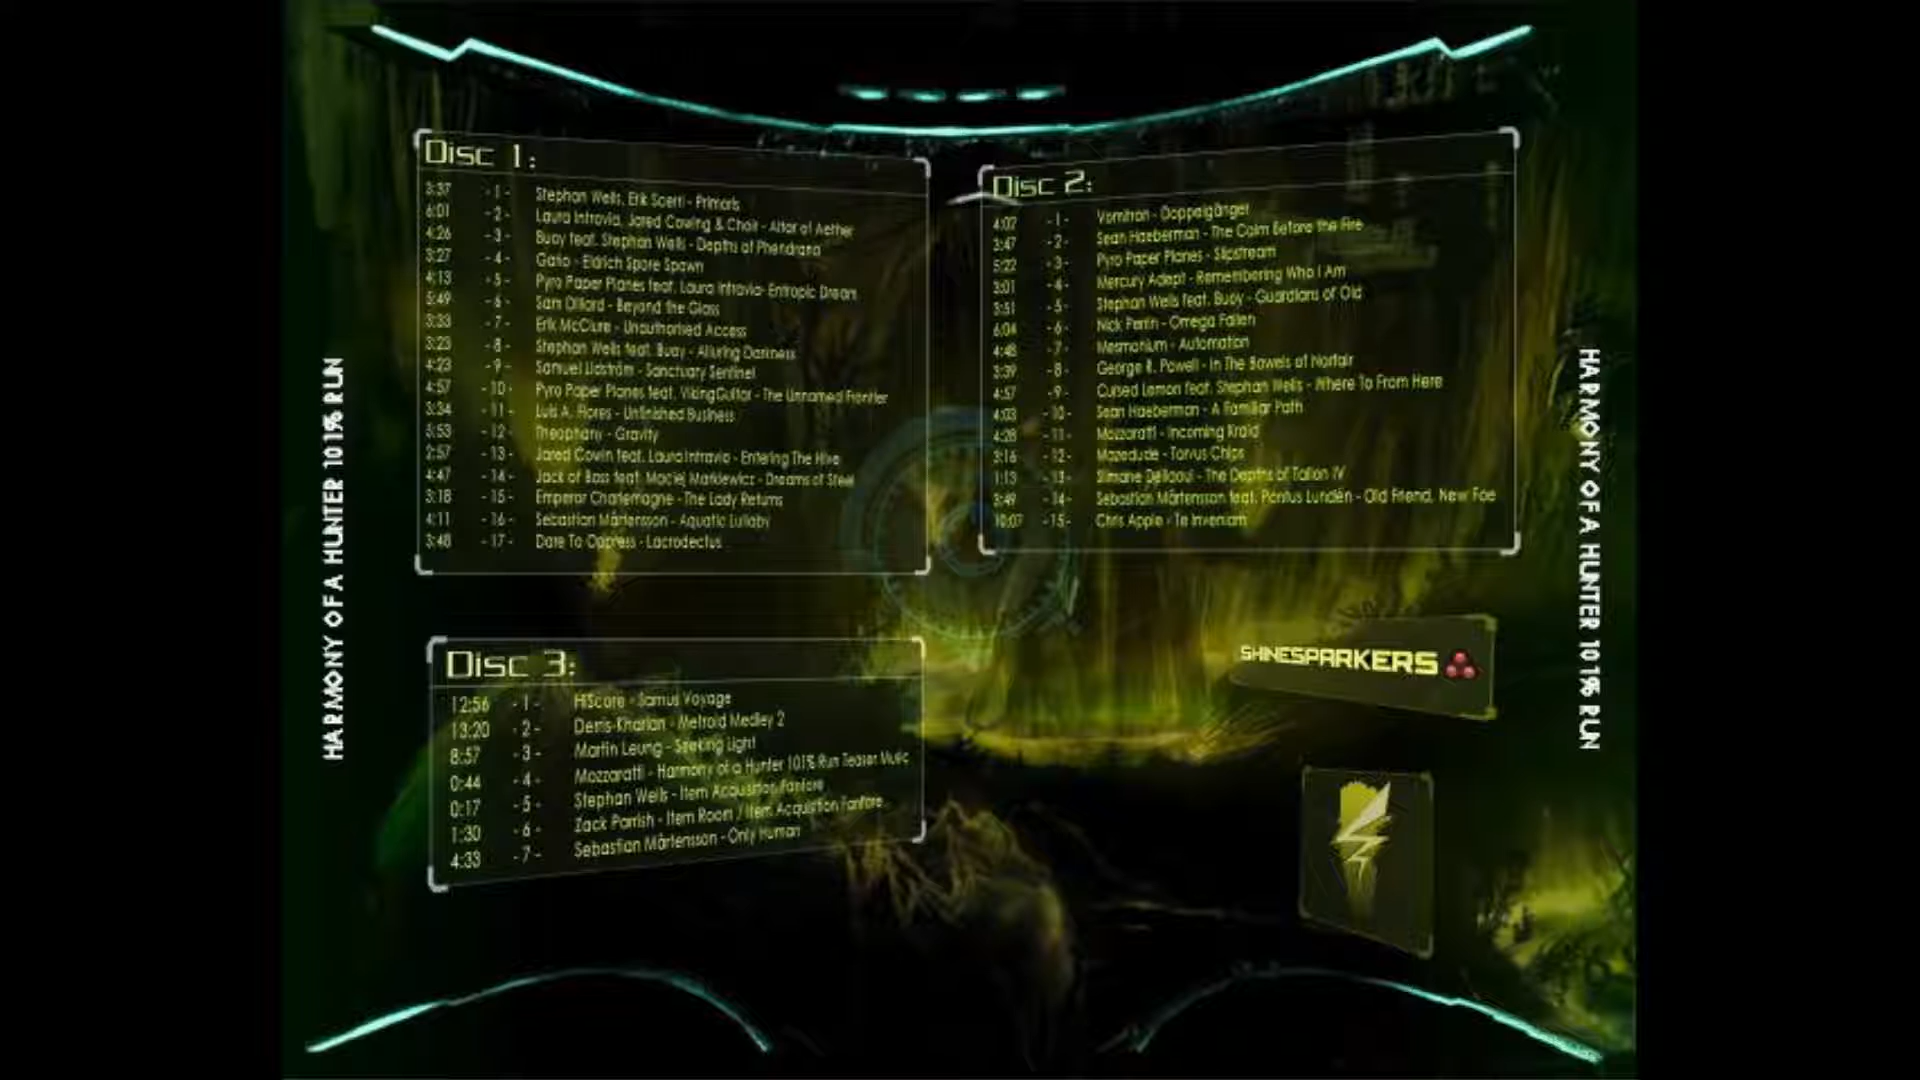 Disc 1:
3:37 -1- Stephan Wells, Erik Scerri - Primaris
6:01 -2- Laura Intravia, Jared Cowing & Choir - Altar of Aether
4:26 -3- Buoy feat. Stephan Wells - Depths of Phendrana
3:27 -4- Gario - Eldrich Spore Spawn
4:13 -5- Pyro Paper Planes feat. Laura Intravia- Entropic Dream
5:49 -6- Sam Dillard - Beyond the Glass
3:33 -7- Erik McClure - Unauthorised Access
3:23 -8- Stephan Wells feat. Buoy - Alluring Darkness
4:23 -9- Samuel Lidström - Sanctuary Sentinel
4:57 -10- Pyro Paper Planes feat. VikingGuitar - The Unnamed Frontier
3:34 -11- Luis A. Flores - Unfinished Business
5:53 -12- Theophany - Gravity
2:57 -13- Jared Cowin feat. Laura Intravia - Entering The Hive
4:47 -14- Jack of Bass feat. Maciej Markiewicz - Dreams of Steel
3:18 -15- Emperor Charlemagne - The Lady Returns
4:11 -16- Sebastian Mårtensson - Aquatic Lullaby
3:48 -17- Dare To Oppress - Lacrodectus
Disc 2:
4:07 -1- Vomitron - Doppelgänger
3:47 -2- Sean Haeberman - The Calm Before the Fire
5:22 -3- Pyro Paper Planes - Slipstream
3:01 -4- Mercury Adept - Remembering Who I Am
3:51 -5- Stephan Wells feat. Buoy - Guardians of Old
6:04 -6- Nick Perrin - Omega Fallen
4:48 -7- Mesmonium - Automation
3:39 -8- George R. Powell - In The Bowels of Norfair
4:57 -9- Cursed Lemon feat. Stephan Wells - Where To From Here
4:03 -10- Sean Haeberman - A Familiar Path
4:28 -11- Mozzaratti - Incoming Kraid
3:16 -12- Mazedude - Torvus Chips
1:13 -13- Slimane Dellaoui - The Depths of Tallon IV
3:49 -14- Sebastian Mårtensson feat. Pontus Lundén - Old Friend, New Foe
10:07 -15- Chris Apple - Te Inveniam
Disc 3:
12:56 -1- HiScore - Samus Voyage
13:20 -2- Derris-Kharlan - Metroid Medley 2
8:57 -3- Martin Leung - Seeking Light
0:44 -4- Mozzaratti - Harmony of a Hunter 101% Run Teaser Music
0:17 -5- Stephan Wells - Item Acquisition Fanfare
1:30 -6- Zack Parrish - Item Room / Item Acquisition Fanfare
4:33 -7- Sebastian Mårtensson - Only Human
SHINESPARKERS
HARMONY OF A HUNTER 101% RUN
HARMONY OF A HUNTER 101% RUN